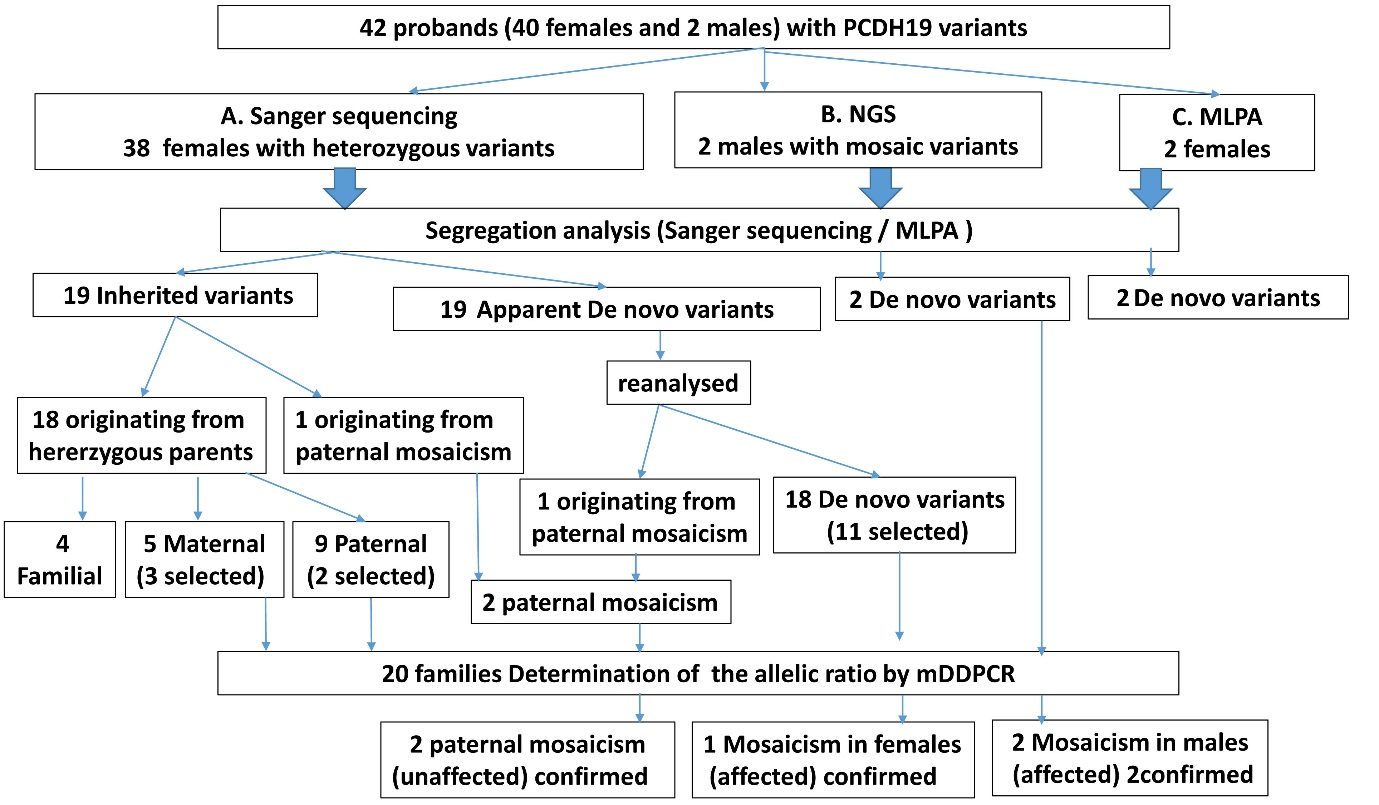 42 probands (40 females and 2 males) with PCDH19 variants
A. Sanger sequencing
38 females with heterozygous variants
B. NGS
2 males with mosaic variants
C. MLPA
2 females
Segregation analysis (Sanger sequencing / MLPA )
19 Inherited variants
19 Apparent De novo variants
2 De novo variants
2 De novo variants
reanalysed
18 originating from
hererzygous parents
1 originating from
paternal mosaicism
1 originating from
paternal mosaicism
18 De novo variants
(11 selected)
4
Familial
5 Maternal
(3 selected)
9 Paternal
(2 selected)
2 paternal mosaicism
20 families Determination of the allelic ratio by mDDPCR
2 paternal mosaicism
(unaffected) confirmed
1 Mosaicism in females
(affected) confirmed
2 Mosaicism in males
(affected) 2confirmed